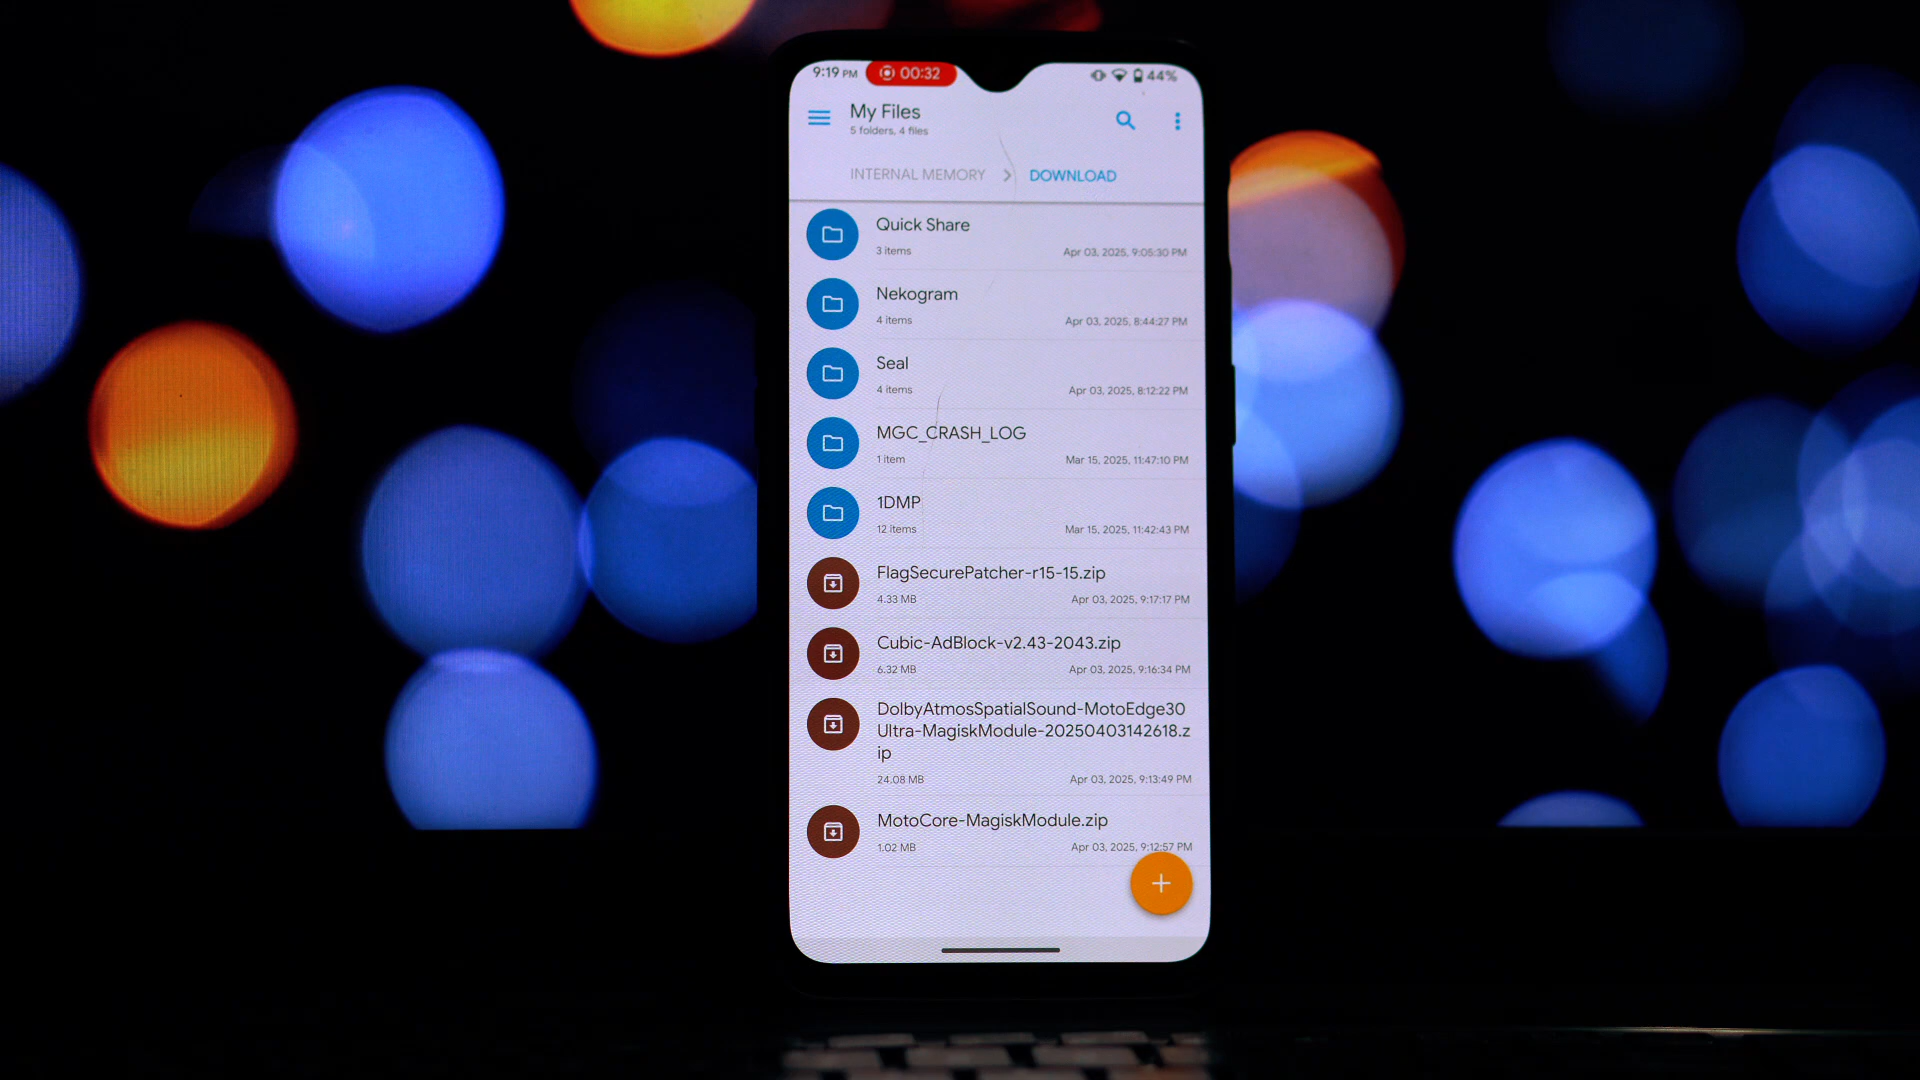 9:19 PM 00:32 44%
My Files
5 folders, 4 files
INTERNAL MEMORY > DOWNLOAD
Quick Share
3 items Apr 03, 2025, 9:05:30 PM
Nekogram
4 items Apr 03, 2025, 8:44:27 PM
Seal
4 items Apr 03, 2025, 8:12:22 PM
MGC_CRASH_LOG
1 item Mar 15, 2025, 11:47:10 PM
1DMP
12 items Mar 15, 2025, 11:42:43 PM
FlagSecurePatcher-r15-15.zip
4.33 MB Apr 03, 2025, 9:17:17 PM
Cubic-AdBlock-v2.43-2043.zip
6.32 MB Apr 03, 2025, 9:16:34 PM
DolbyAtmosSpatialSound-MotoEdge30
Ultra-MagiskModule-20250403142618.z
ip
24.08 MB Apr 03, 2025, 9:13:49 PM
MotoCore-MagiskModule.zip
1.02 MB Apr 03, 2025, 9:12:57 PM